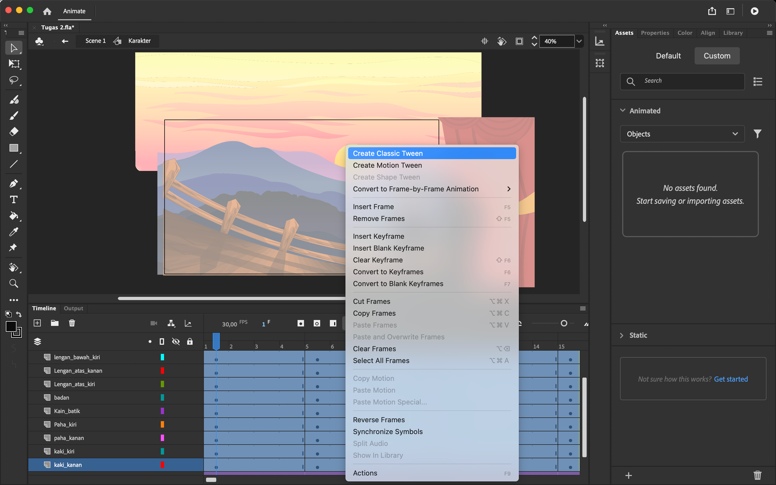 Animate
Tugas 2.fla*
Scene 1 Karakter
40%
Assets Properties Color Align Library
Default Custom
Search
Animated
Objects
No assets found.
Start saving or importing assets.
Static
Not sure how this works? Get started
Create Classic Tween
Create Motion Tween
Create Shape Tween
Convert to Frame-by-Frame Animation
Insert Frame F5
Remove Frames ⇧ F5
Insert Keyframe
Insert Blank Keyframe
Clear Keyframe ⇧ F6
Convert to Keyframes F6
Convert to Blank Keyframes F7
Cut Frames ⌥⌘X
Copy Frames ⌥⌘C
Paste Frames ⌥⌘V
Paste and Overwrite Frames
Clear Frames ⌥⌫
Select All Frames ⌥⌘A
Copy Motion
Paste Motion
Paste Motion Special...
Reverse Frames
Synchronize Symbols
Split Audio
Show in Library
Actions F9
Timeline Output
30,00 FPS 1 F
1 2 3 4 5 6 14 15
lengan_bawah_kiri
Lengan_atas_kanan
Lengan_atas_kiri
badan
Kain_batik
Paha_kiri
paha_kanan
kaki_kiri
kaki_kanan